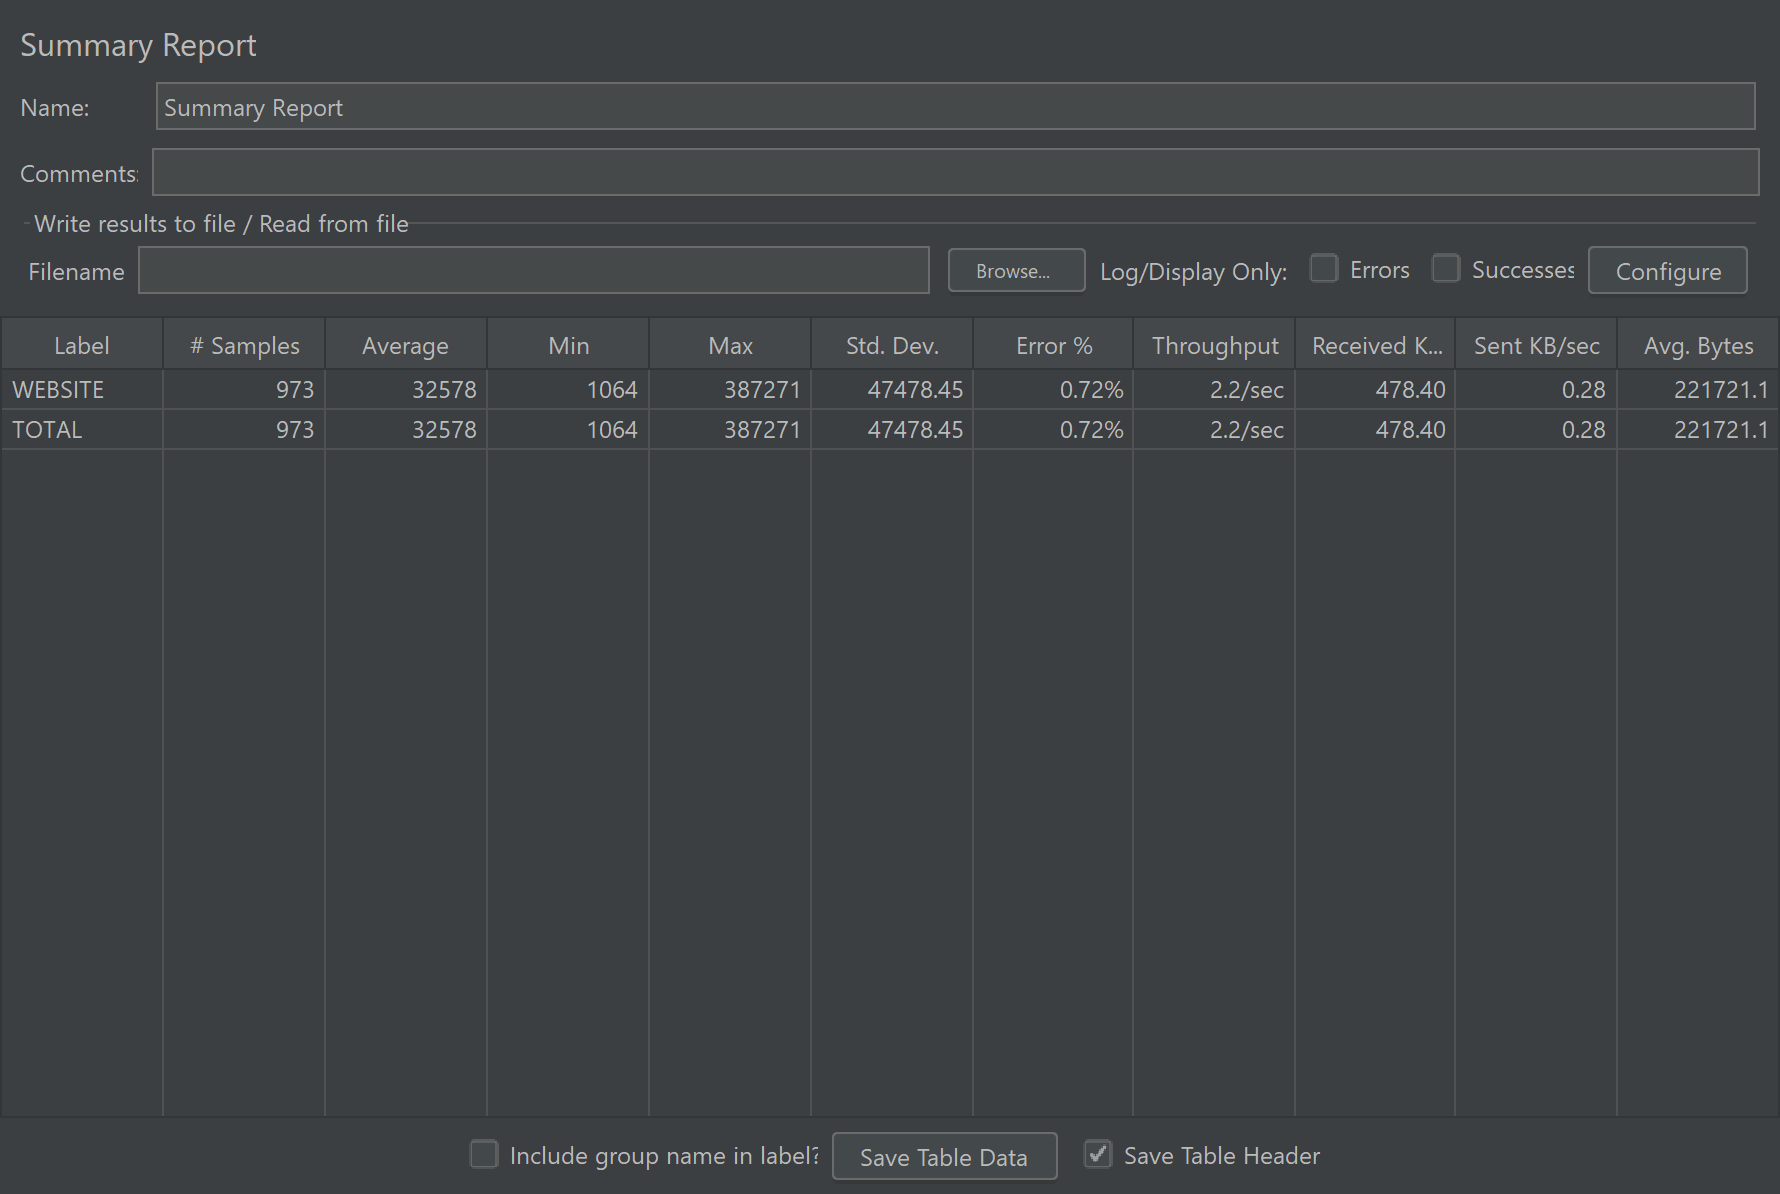 Summary Report
Name: Summary Report
Comments:
Write results to file / Read from file
Filename Browse... Log/Display Only: Errors Successes Configure
Label # Samples Average Min Max Std. Dev. Error % Throughput Received K... Sent KB/sec Avg. Bytes
WEBSITE 973 32578 1064 387271 47478.45 0.72% 2.2/sec 478.40 0.28 221721.1
TOTAL 973 32578 1064 387271 47478.45 0.72% 2.2/sec 478.40 0.28 221721.1
Include group name in label? Save Table Data Save Table Header